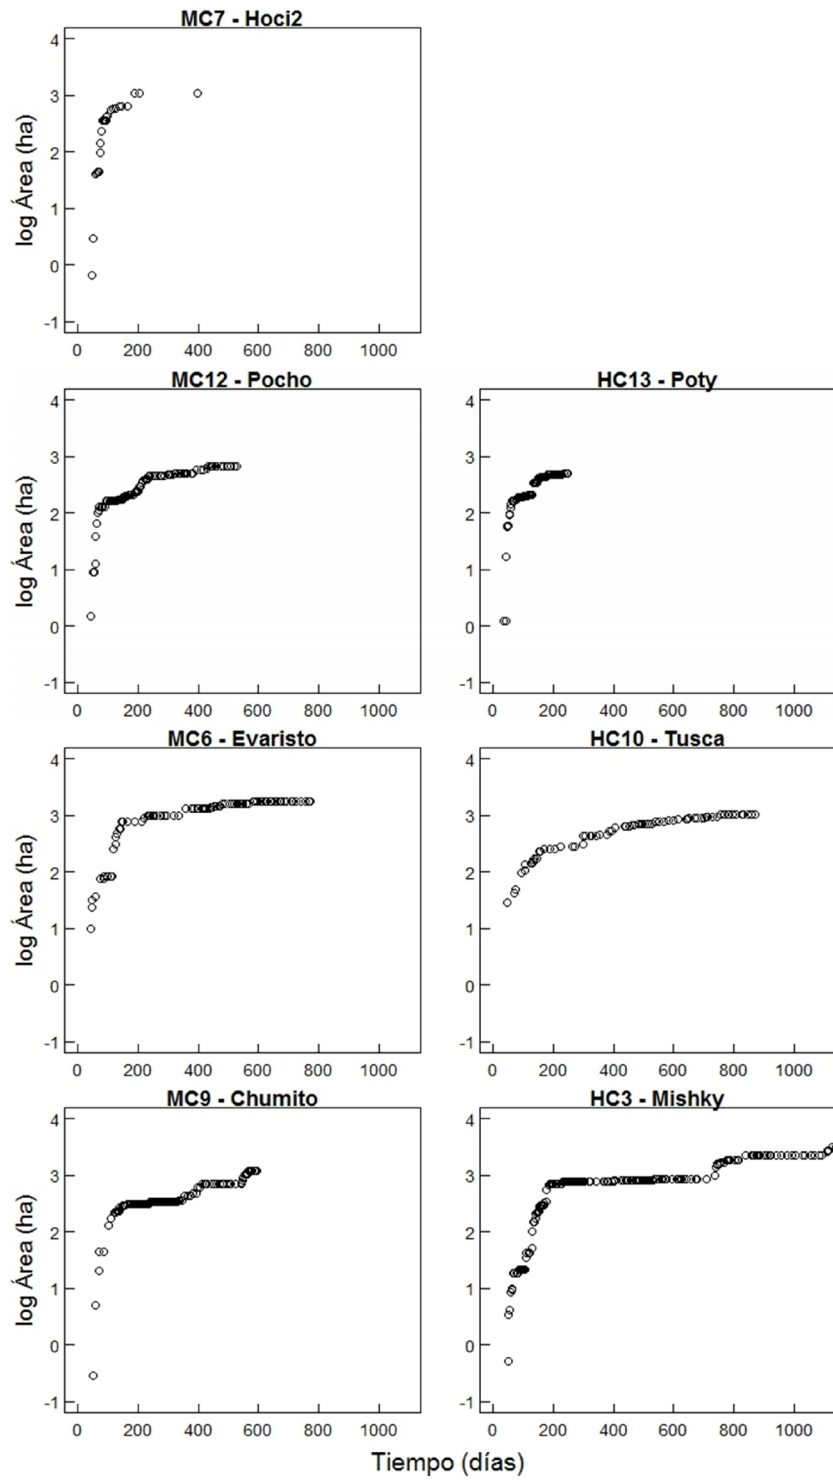 MC7 - Hoci2
4
3
2
1
0
-1
log Área (ha)
0 200 400 600 800 1000
MC12 - Pocho
4
3
2
1
0
-1
log Área (ha)
0 200 400 600 800 1000
HC13 - Poty
4
3
2
1
0
-1
0 200 400 600 800 1000
MC6 - Evaristo
4
3
2
1
0
-1
log Área (ha)
0 200 400 600 800 1000
HC10 - Tusca
4
3
2
1
0
-1
0 200 400 600 800 1000
MC9 - Chumito
4
3
2
1
0
-1
log Área (ha)
0 200 400 600 800 1000
HC3 - Mishky
4
3
2
1
0
-1
0 200 400 600 800 1000
Tiempo (días)